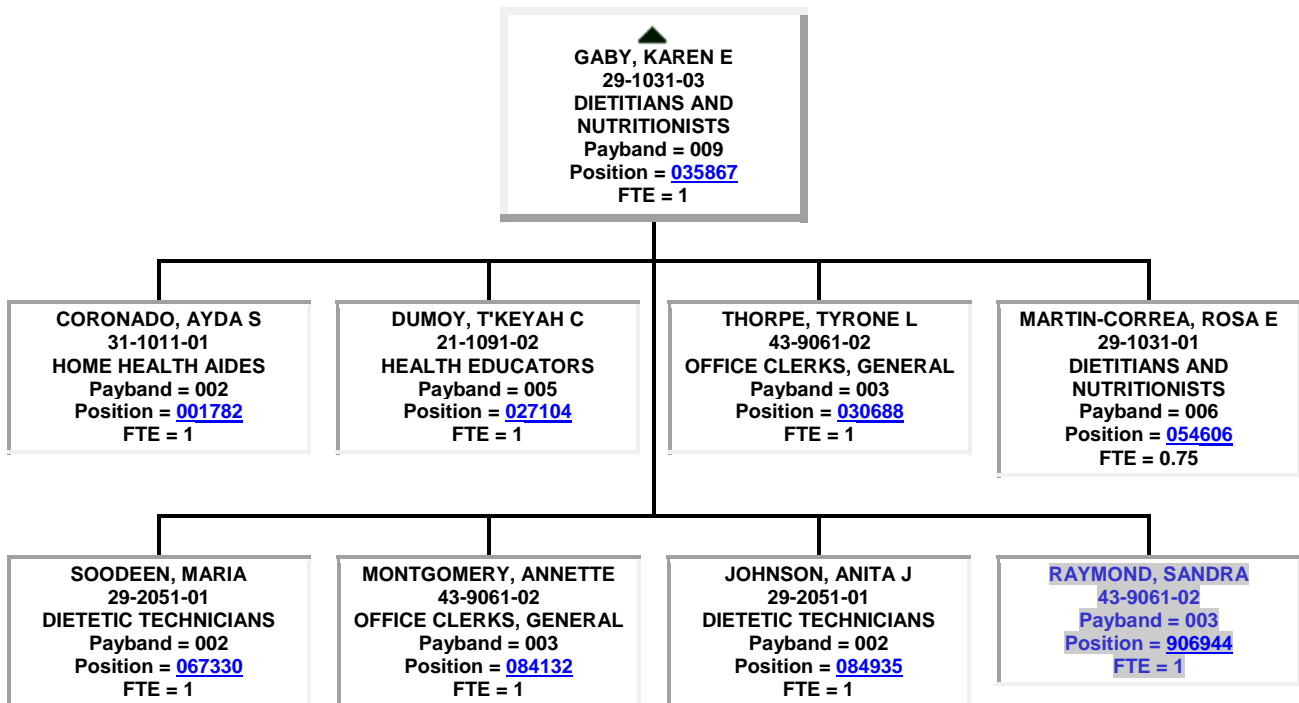 GABY, KAREN E
29-1031-03
DIETITIANS AND
NUTRITIONISTS
Payband = 009
Position = 035867
FTE = 1
CORONADO, AYDA S
31-1011-01
HOME HEALTH AIDES
Payband = 002
Position = 001782
FTE = 1
DUMOY, T'KEYAH C
21-1091-02
HEALTH EDUCATORS
Payband = 005
Position = 027104
FTE = 1
THORPE, TYRONE L
43-9061-02
OFFICE CLERKS, GENERAL
Payband = 003
Position = 030688
FTE = 1
MARTIN-CORREA, ROSA E
29-1031-01
DIETITIANS AND
NUTRITIONISTS
Payband = 006
Position = 054606
FTE = 0.75
SOODEEN, MARIA
29-2051-01
DIETETIC TECHNICIANS
Payband = 002
Position = 067330
FTE = 1
MONTGOMERY, ANNETTE
43-9061-02
OFFICE CLERKS, GENERAL
Payband = 003
Position = 084132
FTE = 1
JOHNSON, ANITA J
29-2051-01
DIETETIC TECHNICIANS
Payband = 002
Position = 084935
FTE = 1
RAYMOND, SANDRA
43-9061-02
Payband = 003
Position = 906944
FTE = 1